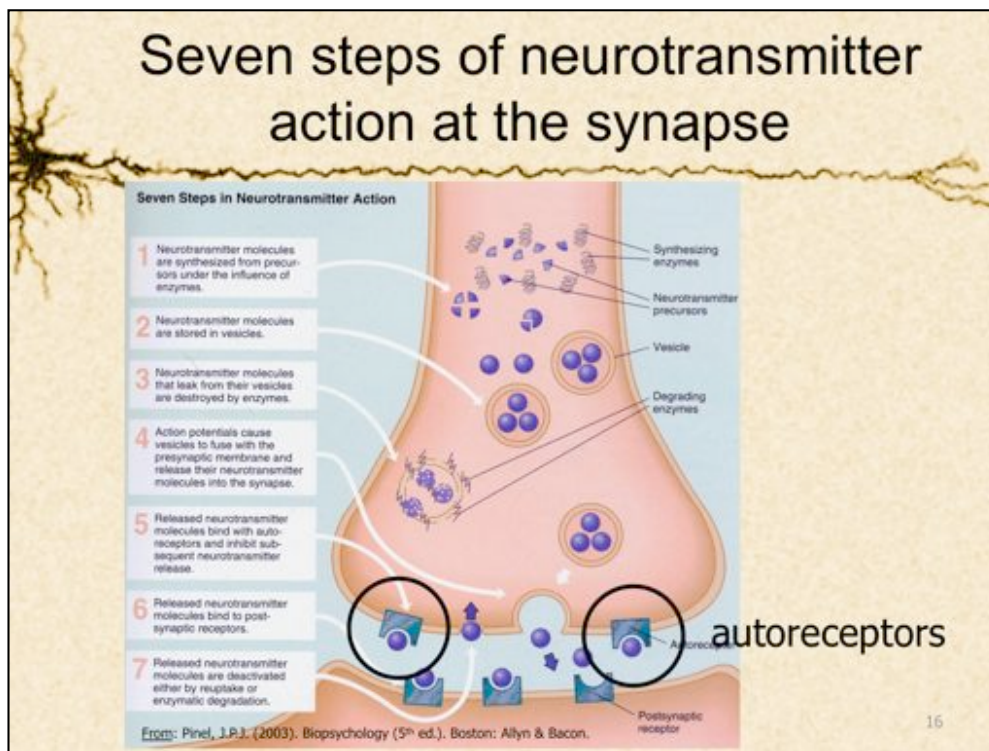 Seven steps of neurotransmitter
action at the synapse
Seven Steps in Neurotransmitter Action
1 Neurotransmitter molecules
are synthesized from precur-
sors under the influence of
enzymes.
2 Neurotransmitter molecules
are stored in vesicles.
3 Neurotransmitter molecules
that leak from their vesicles
are destroyed by enzymes.
4 Action potentials cause
vesicles to fuse with the
presynaptic membrane and
release their neurotransmitter
molecules into the synapse.
5 Released neurotransmitter
molecules bind with auto-
receptors and inhibit sub-
sequent neurotransmitter
release.
6 Released neurotransmitter
molecules bind to post-
synaptic receptors.
7 Released neurotransmitter
molecules are deactivated
either by reuptake or
enzymatic degradation.
Synthesizing
enzymes
Neurotransmitter
precursors
Vesicle
Degrading
enzymes
Autoreceptor
autoreceptors
Postsynaptic
receptor
From: Pinel, J.P.J. (2003). Biopsychology (5th ed.). Boston: Allyn & Bacon.
16